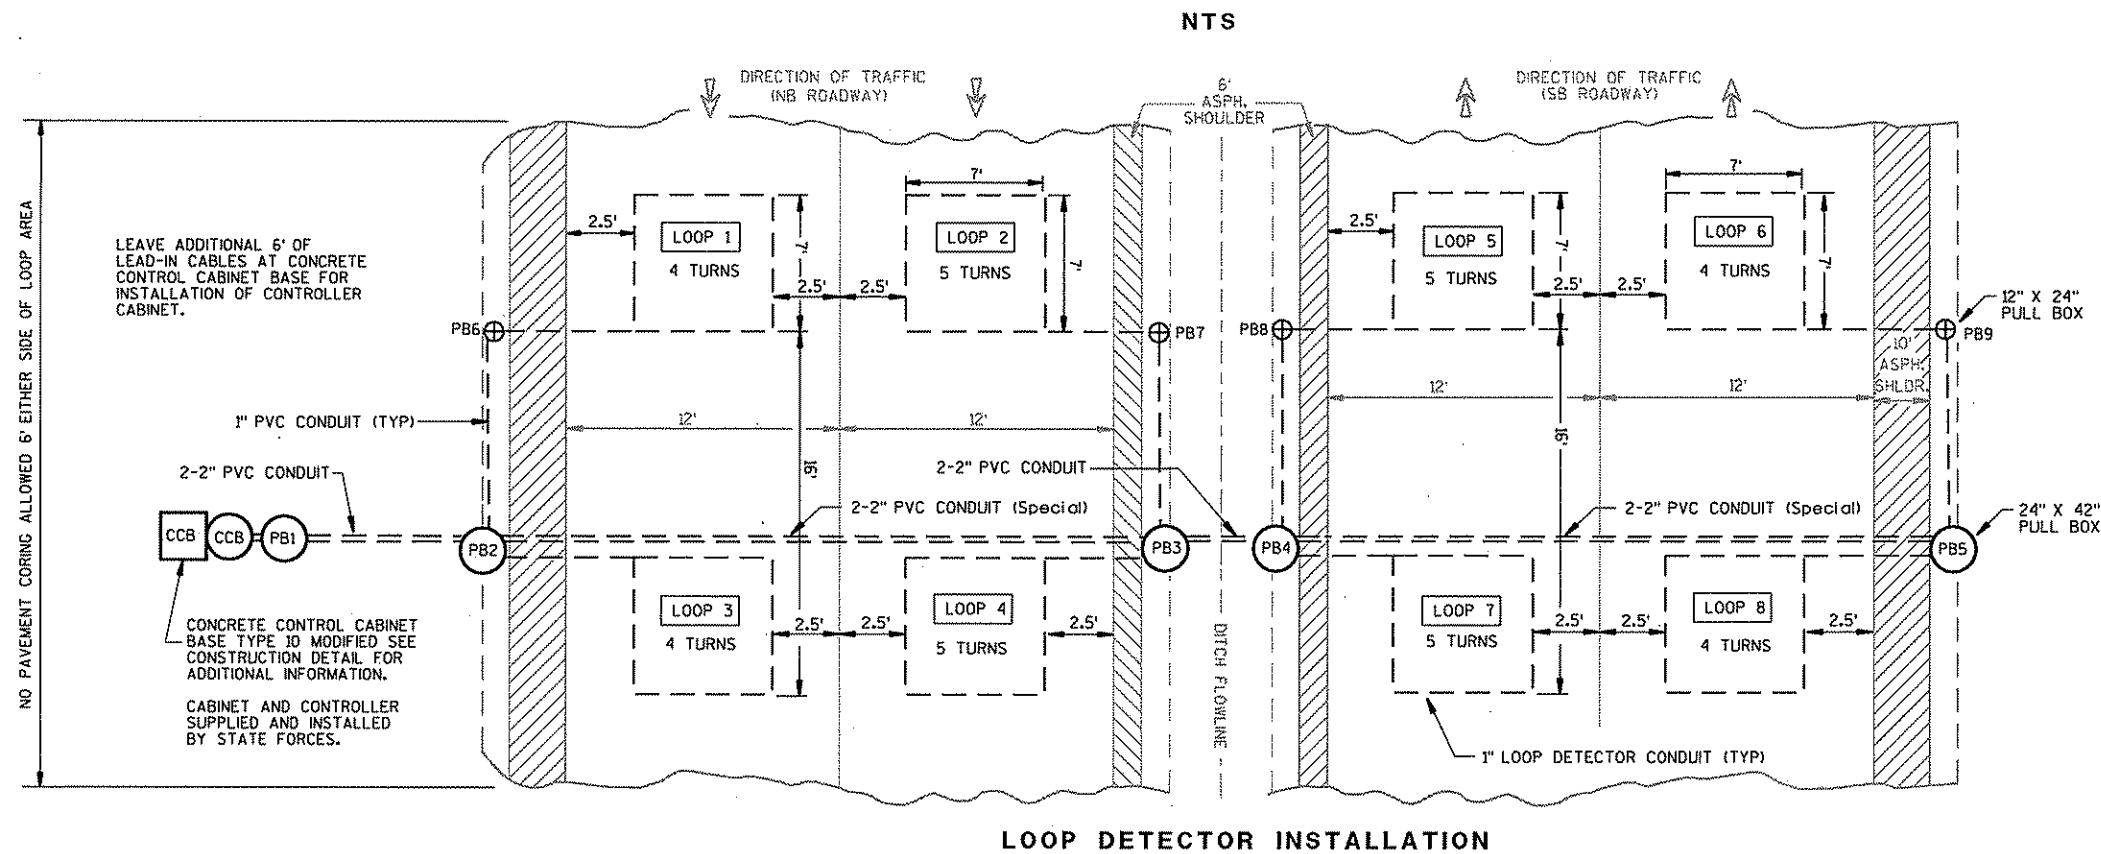 NTS
DIRECTION OF TRAFFIC
(NB ROADWAY)
6'
ASPH.
SHOULDER
DIRECTION OF TRAFFIC
(SB ROADWAY)
NO PAVEMENT CORING ALLOWED 6' EITHER SIDE OF LOOP AREA
LEAVE ADDITIONAL 6' OF
LEAD-IN CABLES AT CONCRETE
CONTROL CABINET BASE FOR
INSTALLATION OF CONTROLLER
CABINET.
2.5'
LOOP 1
4 TURNS
7'
2.5'
2.5'
7'
LOOP 2
5 TURNS
7'
2.5'
LOOP 5
5 TURNS
7'
2.5'
2.5'
7'
LOOP 6
4 TURNS
7'
12" X 24"
PULL BOX
PB6
PB7
PB8
PB9
10'
ASPH.
SHLDR.
12'
12'
12'
12'
1" PVC CONDUIT (TYP)
16'
16'
2-2" PVC CONDUIT
2-2" PVC CONDUIT
2-2" PVC CONDUIT (Special)
2-2" PVC CONDUIT (Special)
24" X 42"
PULL BOX
CCB
CCB
PB1
PB2
PB3
PB4
PB5
LOOP 3
4 TURNS
2.5'
2.5'
LOOP 4
5 TURNS
2.5'
DITCH FLOWLINE
LOOP 7
5 TURNS
2.5'
2.5'
LOOP 8
4 TURNS
2.5'
CONCRETE CONTROL CABINET
BASE TYPE 10 MODIFIED SEE
CONSTRUCTION DETAIL FOR
ADDITIONAL INFORMATION.
CABINET AND CONTROLLER
SUPPLIED AND INSTALLED
BY STATE FORCES.
1" LOOP DETECTOR CONDUIT (TYP)
LOOP DETECTOR INSTALLATION